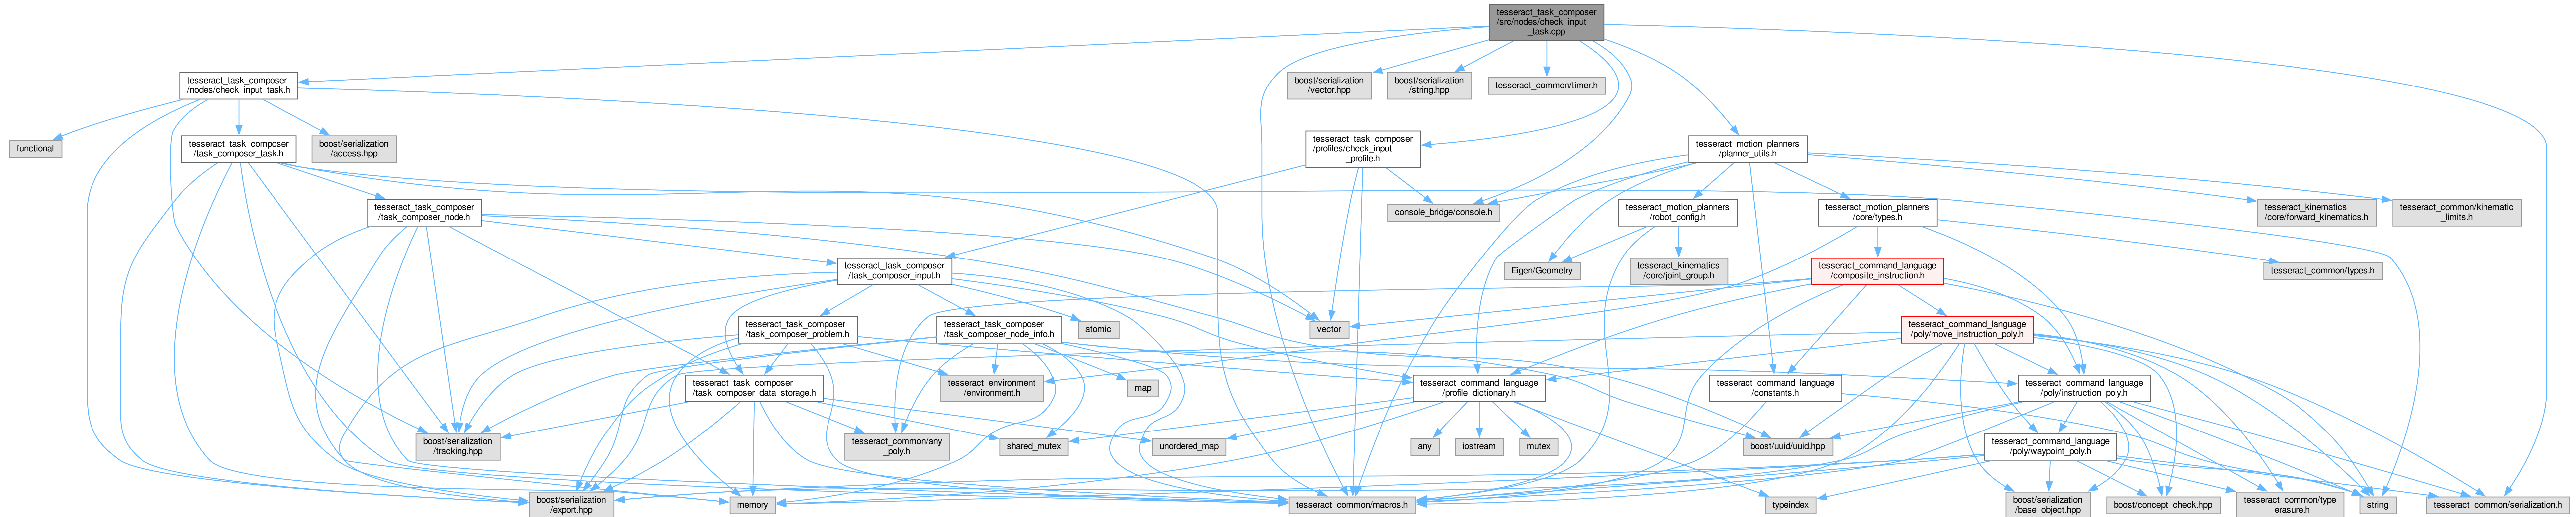 tesseract_task_composer
/src/nodes/check_input
_task.cpp
tesseract_task_composer
/nodes/check_input_task.h
boost/serialization
/vector.hpp
boost/serialization
/string.hpp
tesseract_common/timer.h
functional
tesseract_task_composer
/task_composer_task.h
boost/serialization
/access.hpp
tesseract_task_composer
/profiles/check_input
_profile.h
tesseract_motion_planners
/planner_utils.h
tesseract_task_composer
/task_composer_node.h
console_bridge/console.h
tesseract_motion_planners
/robot_config.h
tesseract_motion_planners
/core/types.h
tesseract_kinematics
/core/forward_kinematics.h
tesseract_common/kinematic
_limits.h
tesseract_task_composer
/task_composer_input.h
Eigen/Geometry
tesseract_kinematics
/core/joint_group.h
tesseract_command_language
/composite_instruction.h
tesseract_common/types.h
tesseract_task_composer
/task_composer_problem.h
tesseract_task_composer
/task_composer_node_info.h
atomic
vector
tesseract_command_language
/poly/move_instruction_poly.h
tesseract_task_composer
/task_composer_data_storage.h
tesseract_environment
/environment.h
map
tesseract_command_language
/profile_dictionary.h
tesseract_command_language
/constants.h
tesseract_command_language
/poly/instruction_poly.h
boost/serialization
/tracking.hpp
tesseract_common/any
_poly.h
shared_mutex
unordered_map
any
iostream
mutex
boost/uuid/uuid.hpp
tesseract_command_language
/poly/waypoint_poly.h
boost/serialization
/export.hpp
memory
tesseract_common/macros.h
typeindex
boost/serialization
/base_object.hpp
boost/concept_check.hpp
tesseract_common/type
_erasure.h
string
tesseract_common/serialization.h